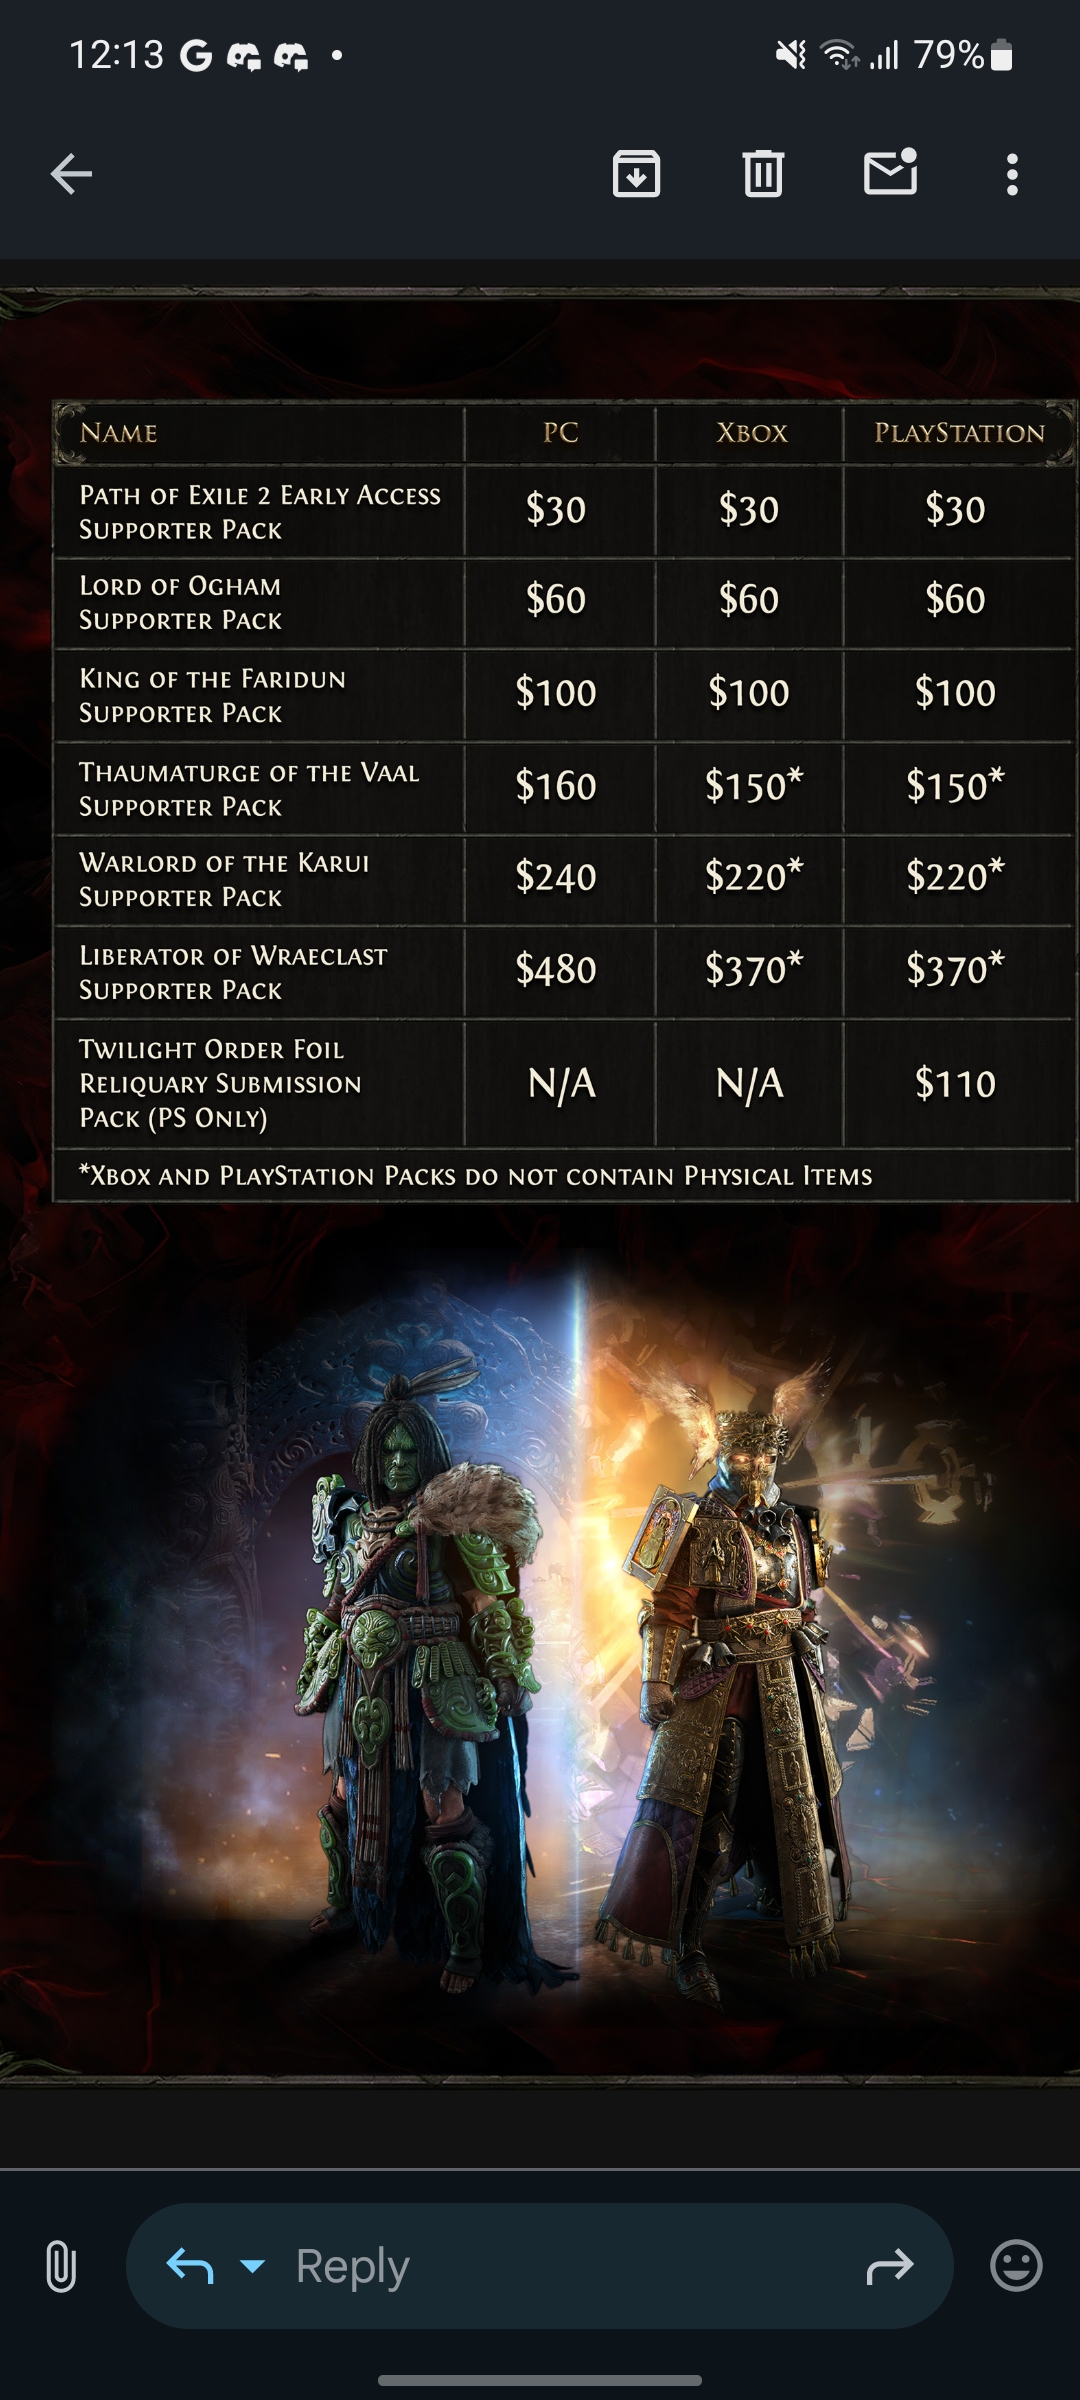 12:13
79%
Name PC Xbox PlayStation
Path of Exile 2 Early Access
Supporter Pack
$30 $30 $30
Lord of Ogham
Supporter Pack
$60 $60 $60
King of the Faridun
Supporter Pack
$100 $100 $100
Thaumaturge of the Vaal
Supporter Pack
$160 $150* $150*
Warlord of the Karui
Supporter Pack
$240 $220* $220*
Liberator of Wraeclast
Supporter Pack
$480 $370* $370*
Twilight Order Foil
Reliquary Submission
Pack (PS Only)
N/A N/A $110
*Xbox and PlayStation Packs do not contain Physical Items
Reply